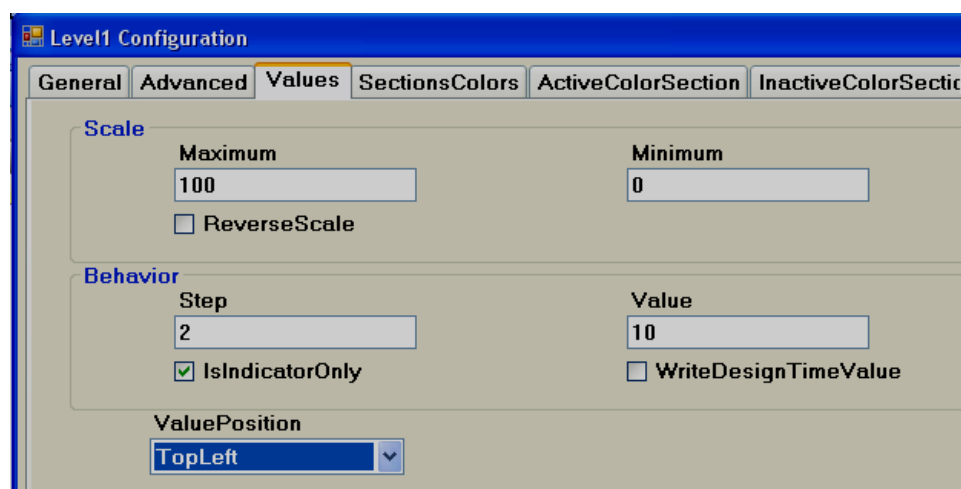 Level1 Configuration
General Advanced Values SectionsColors ActiveColorSection InactiveColorSectio
Scale
Maximum Minimum
100 0
ReverseScale
Behavior
Step Value
2 10
IsIndicatorOnly WriteDesignTimeValue
ValuePosition
TopLeft